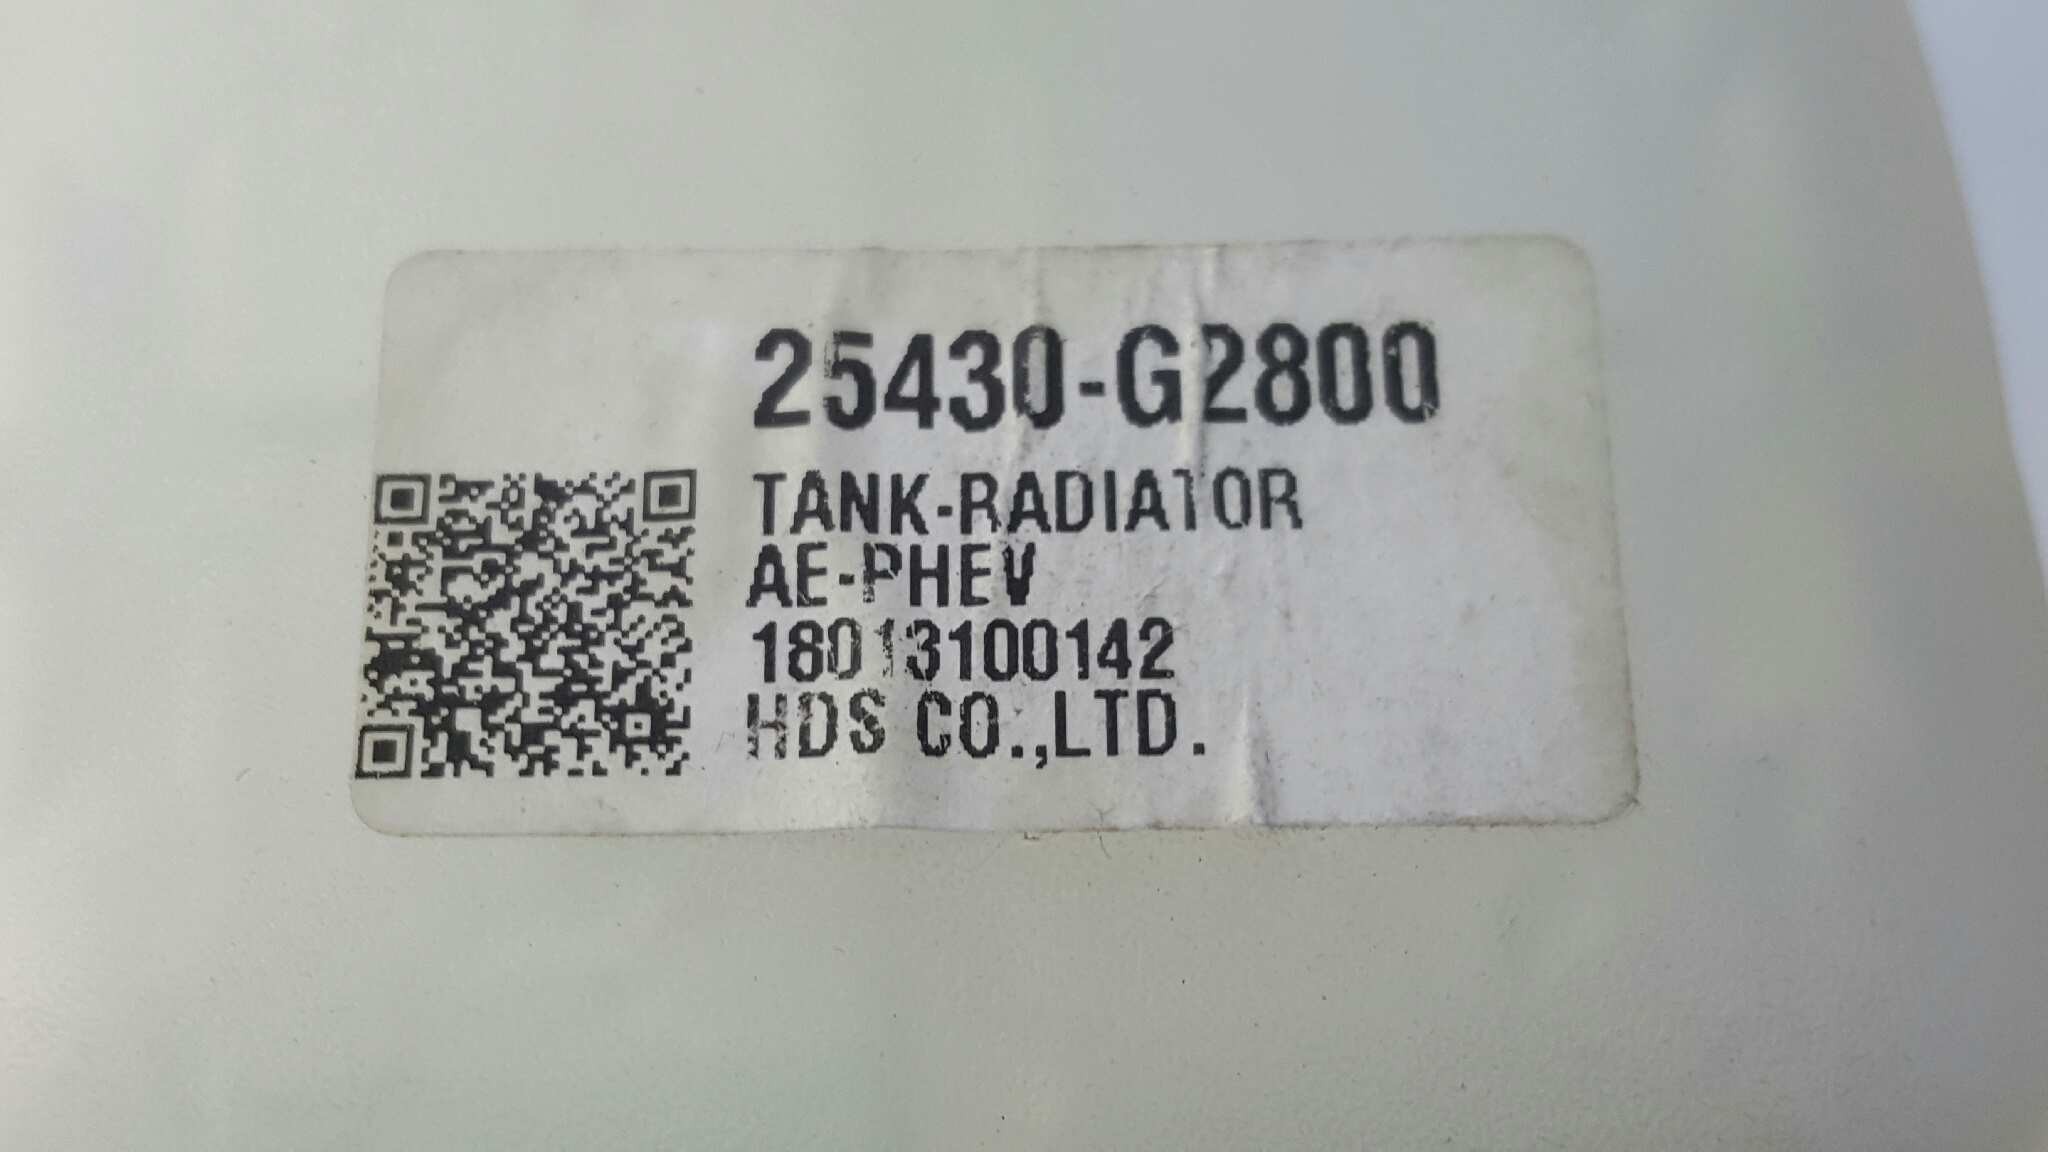 25430-G2800
TANK-RADIATOR
AE-PHEV
18013100142
HDS CO.,LTD.